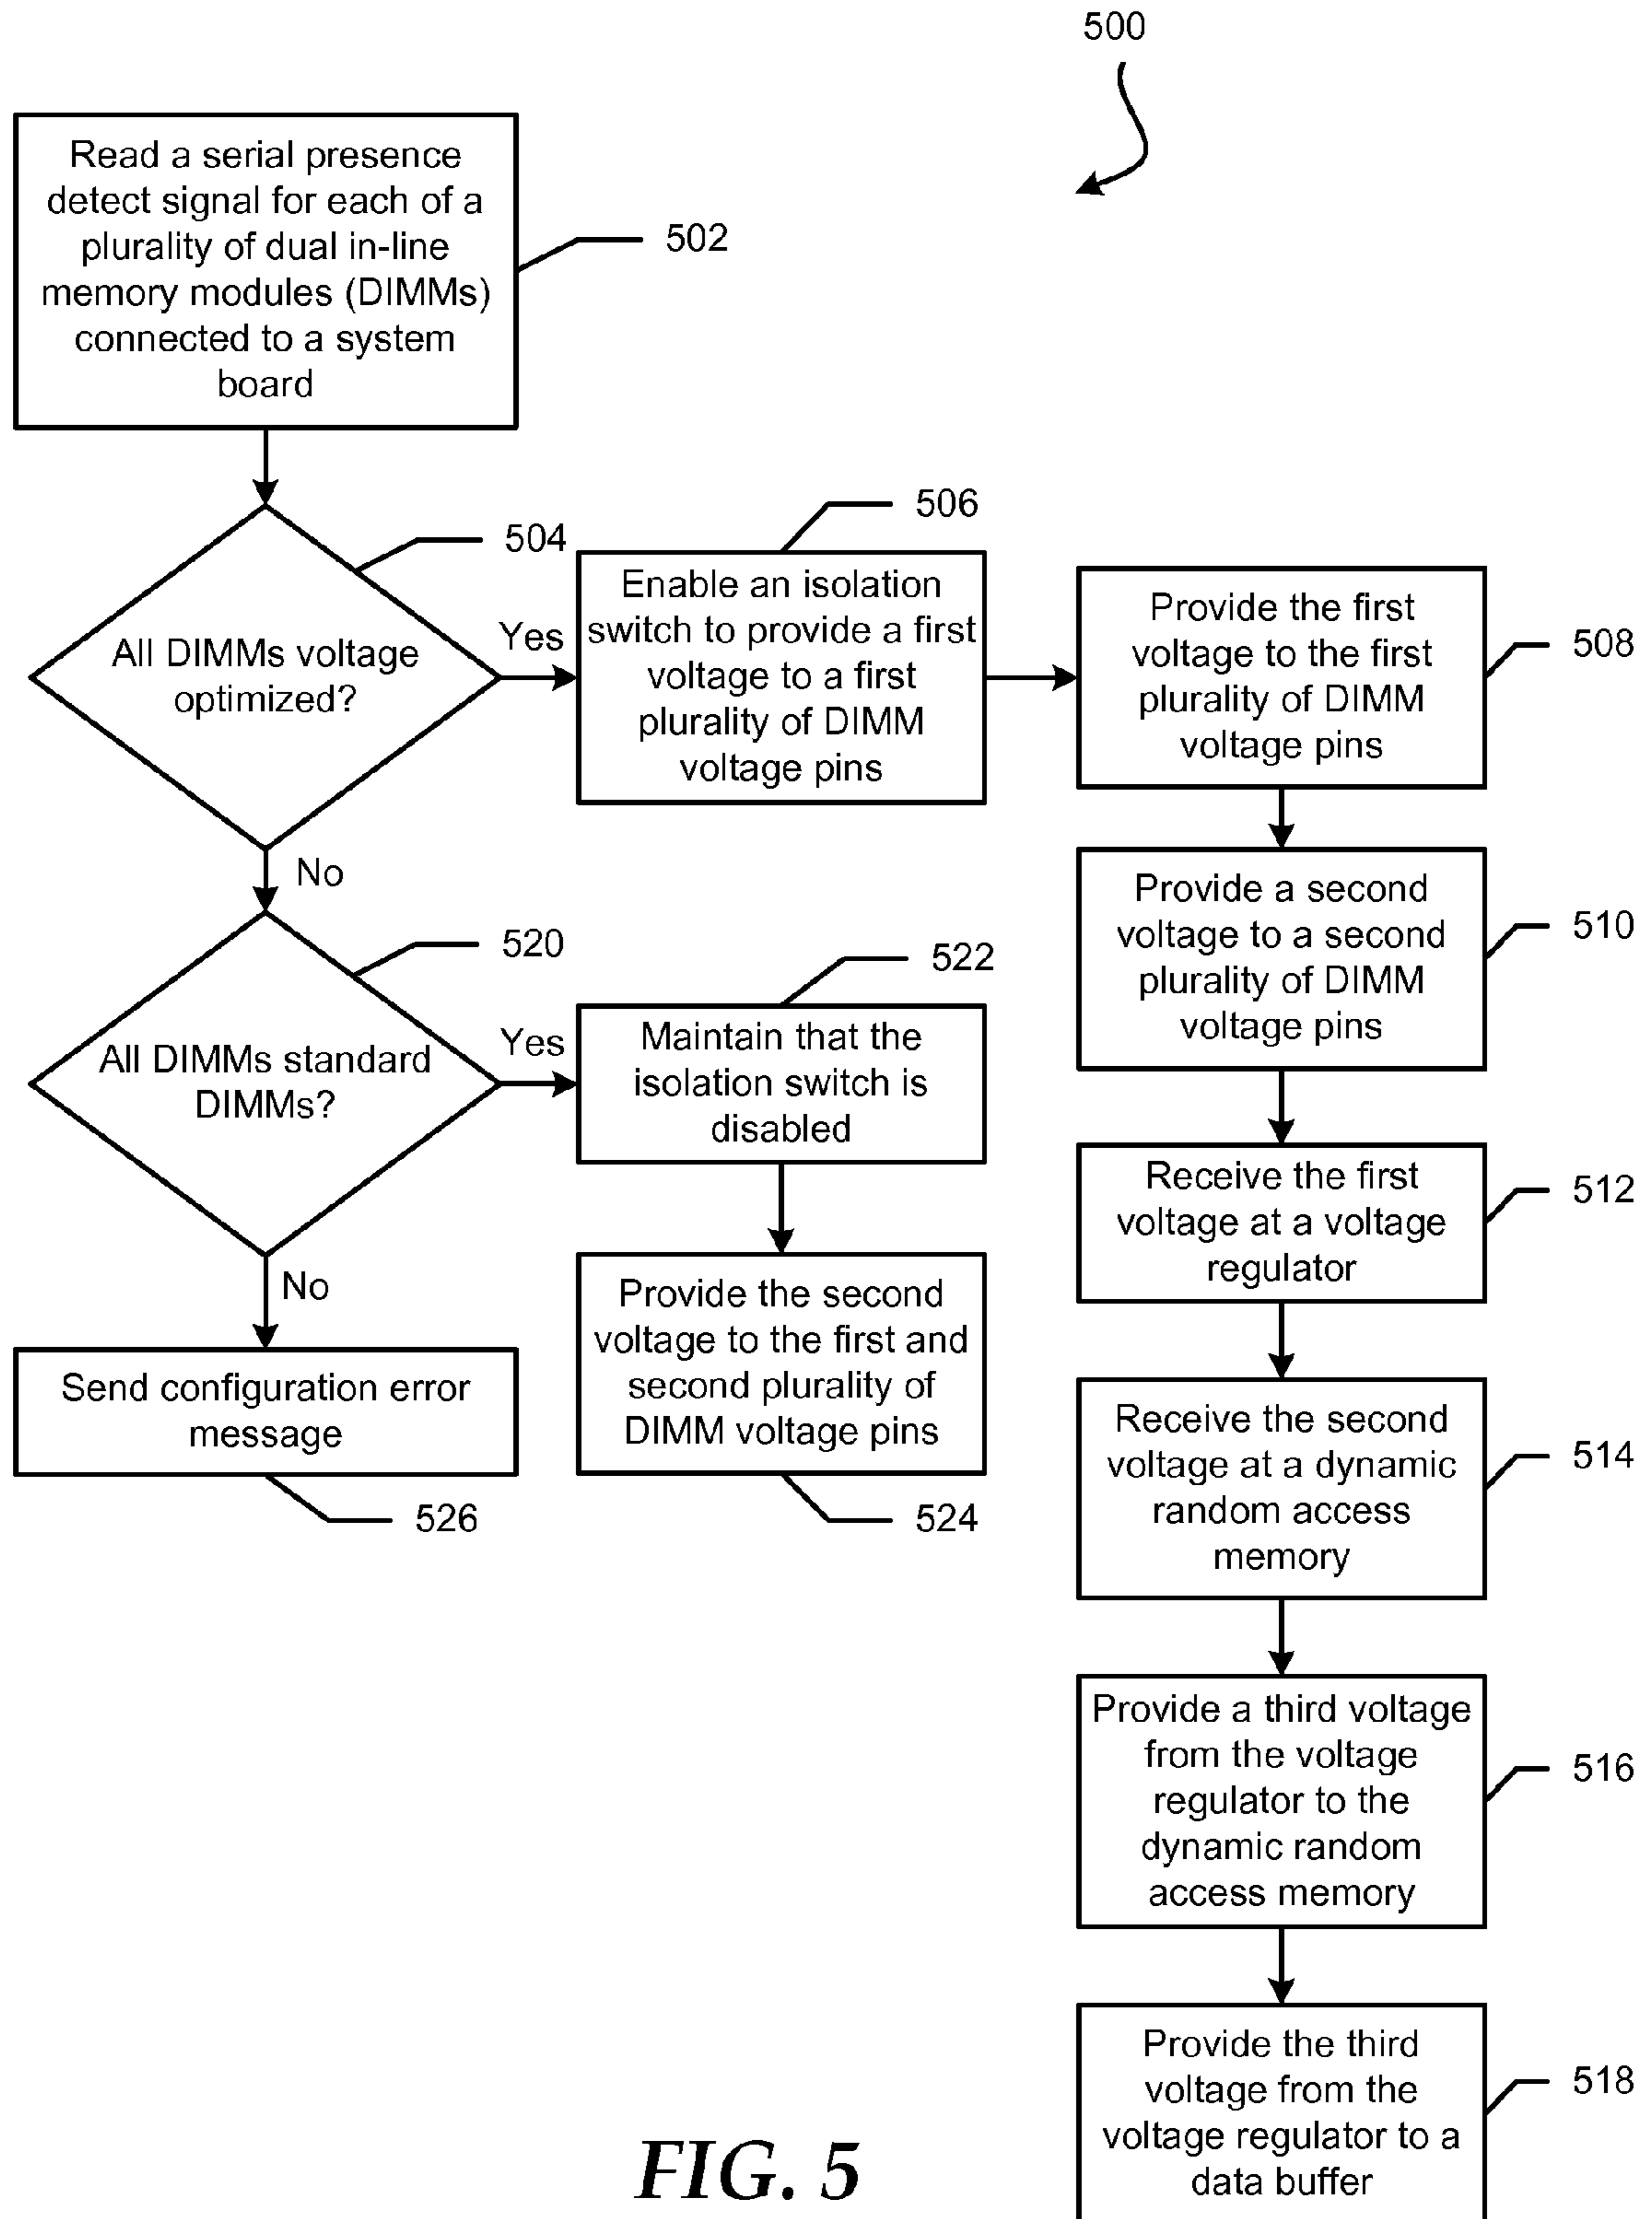 500
Read a serial presence
detect signal for each of a
plurality of dual in-line
memory modules (DIMMs)
connected to a system
board
502
All DIMMs voltage
optimized?
504
Yes
No
Enable an isolation
switch to provide a first
voltage to a first
plurality of DIMM
voltage pins
506
Provide the first
voltage to the first
plurality of DIMM
voltage pins
508
Provide a second
voltage to a second
plurality of DIMM
voltage pins
510
Receive the first
voltage at a voltage
regulator
512
Receive the second
voltage at a dynamic
random access
memory
514
Provide a third voltage
from the voltage
regulator to the
dynamic random
access memory
516
Provide the third
voltage from the
voltage regulator to a
data buffer
518
All DIMMs standard
DIMMs?
520
Yes
No
Maintain that the
isolation switch is
disabled
522
Provide the second
voltage to the first and
second plurality of
DIMM voltage pins
524
Send configuration error
message
526
FIG. 5